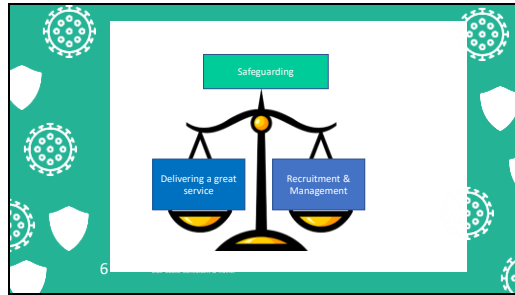 Safeguarding
Delivering a great
service
Recruitment &
Management
6